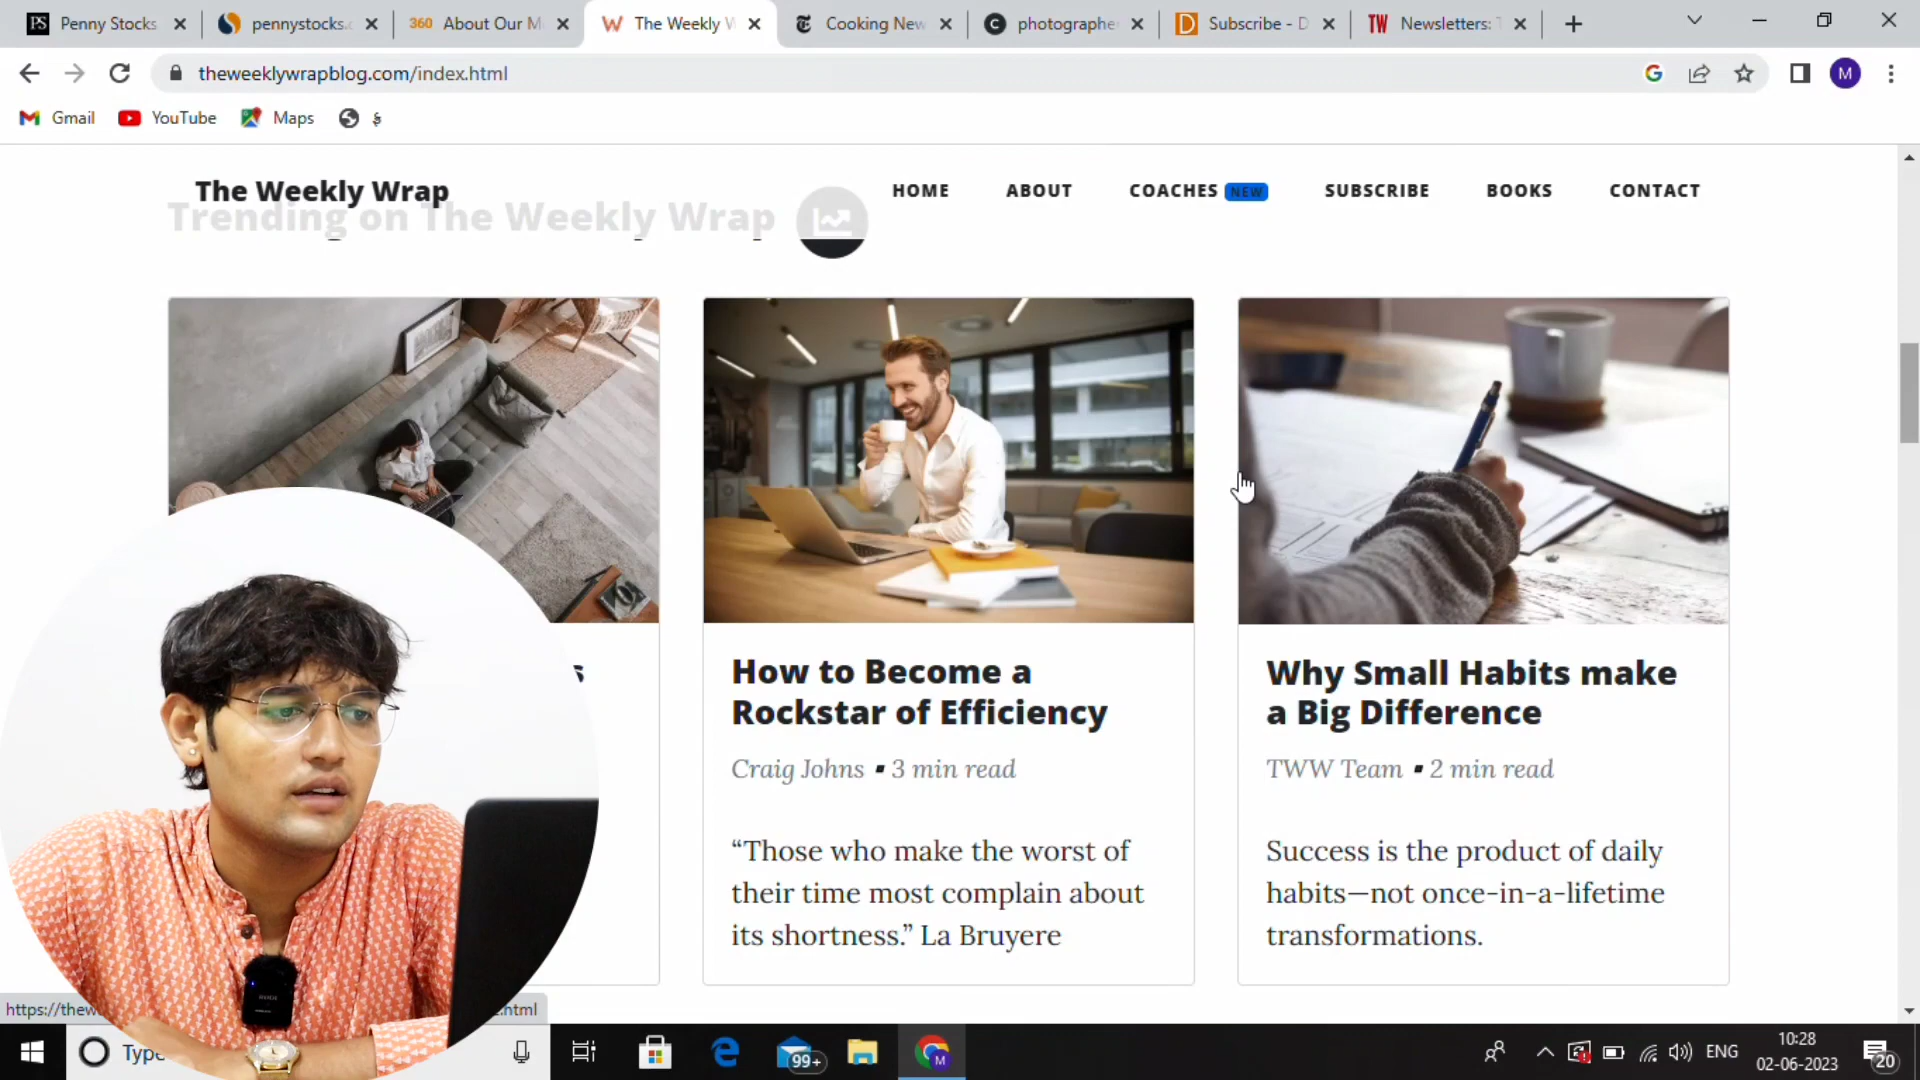 Penny Stocks
pennystocks.
360 About Our M
The Weekly W
Cooking New
photographe
Subscribe - D
TW Newsletters: T
theweeklywrapblog.com/index.html
M
Gmail
YouTube
Maps
The Weekly Wrap
HOME
ABOUT
COACHES NEW
SUBSCRIBE
BOOKS
CONTACT
Trending on The Weekly Wrap
s
How to Become a
Rockstar of Efficiency
Craig Johns ▪ 3 min read
“Those who make the worst of
their time most complain about
its shortness.” La Bruyere
Why Small Habits make
a Big Difference
TWW Team ▪ 2 min read
Success is the product of daily
habits—not once-in-a-lifetime
transformations.
RODE
https://thew
.html
Type
99+
M
ENG
10:28
02-06-2023
20